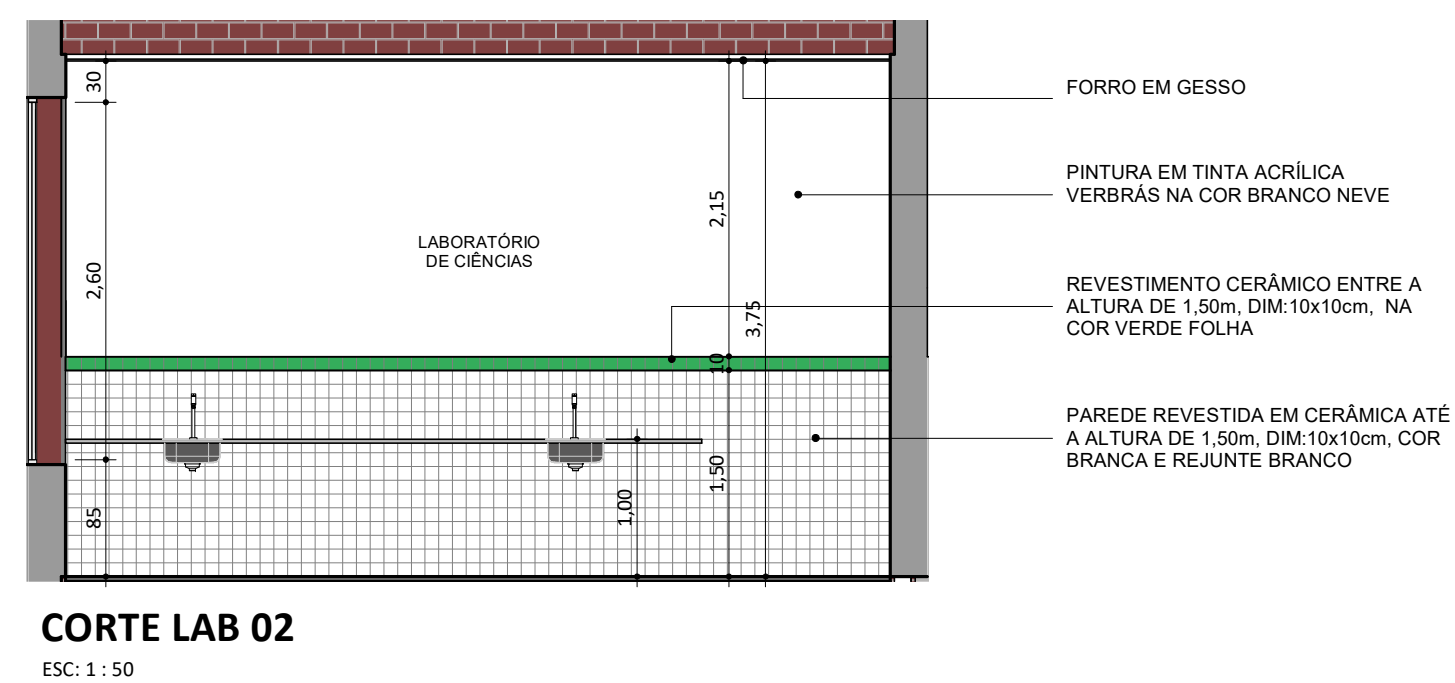 30
FORRO EM GESSO
PINTURA EM TINTA ACRÍLICA
VERBRÁS NA COR BRANCO NEVE
2,15
LABORATÓRIO
DE CIÊNCIAS
2,60
REVESTIMENTO CERÂMICO ENTRE A
ALTURA DE 1,50m, DIM:10x10cm, NA
COR VERDE FOLHA
3,75
10
PAREDE REVESTIDA EM CERÂMICA ATÉ
A ALTURA DE 1,50m, DIM:10x10cm, COR
BRANCA E REJUNTE BRANCO
1,50
1,00
85
CORTE LAB 02
ESC: 1 : 50